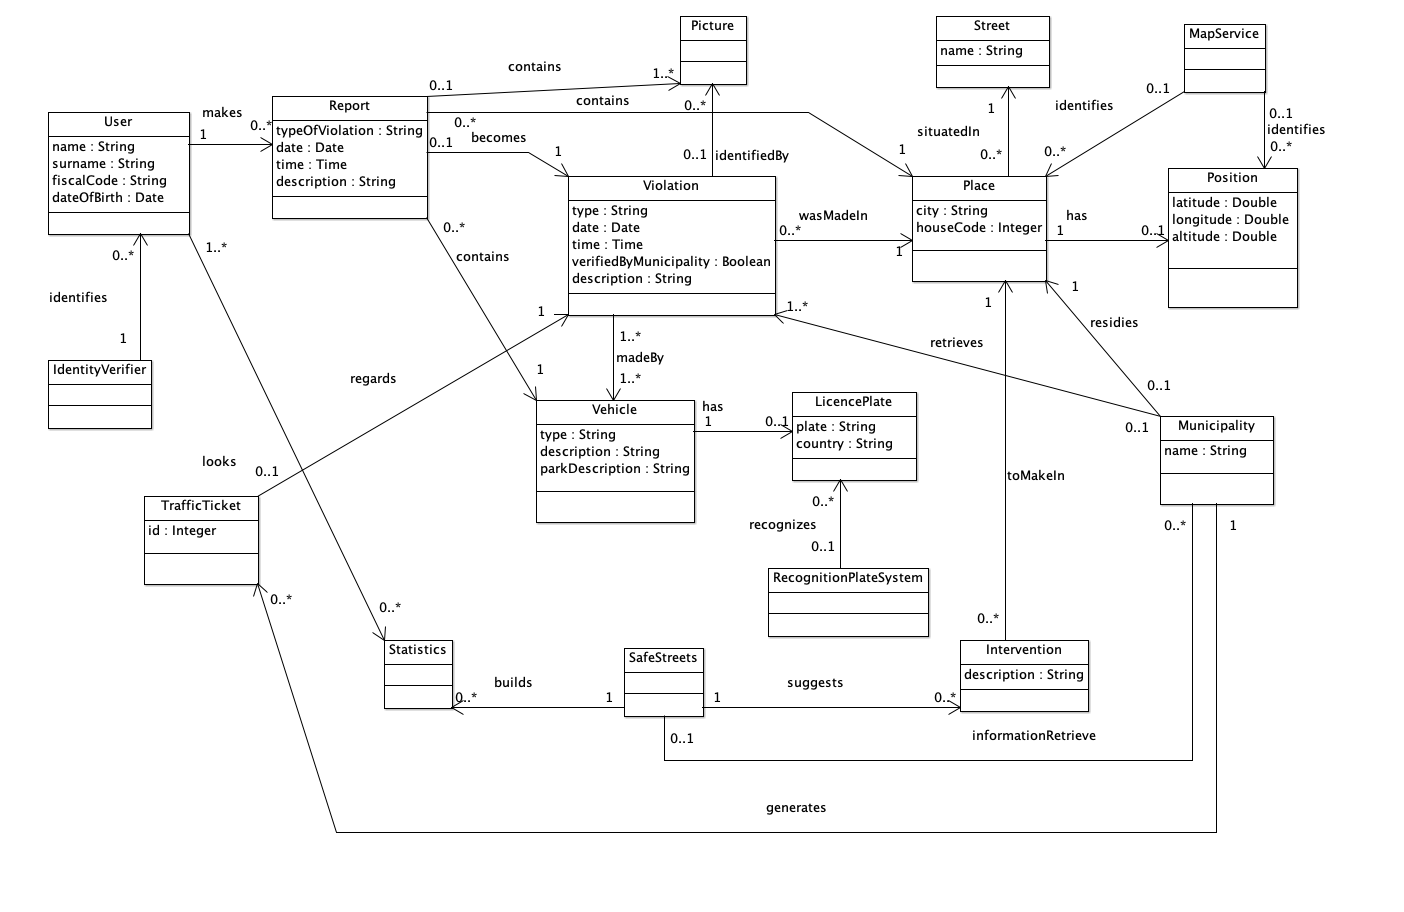 Picture
Street
name : String
MapService
contains
1..*
0..1
0..1
Report
typeOfViolation : String
date : Date
time : Time
description : String
contains
0..*
0..*
1
identifies
0..1
identifies
0..*
User
name : String
surname : String
fiscalCode : String
dateOfBirth : Date
makes
1
0..*
0..*
0..1
becomes
1
situatedIn
0..1
identifiedBy
1
0..*
Violation
type : String
date : Date
time : Time
verifiedByMunicipality : Boolean
description : String
Place
city : String
houseCode : Integer
Position
latitude : Double
longitude : Double
altitude : Double
wasMadeIn
0..*
1
has
1
0..1
0..*
contains
0..*
1..*
identifies
1
IdentityVerifier
1
1..*
madeBy
1..*
1..*
retrieves
1
1
residies
0..1
0..1
regards
1
Vehicle
type : String
description : String
parkDescription : String
has
1
0..1
LicencePlate
plate : String
country : String
Municipality
name : String
looks
0..1
TrafficTicket
id : Integer
0..*
recognizes
0..1
RecognitionPlateSystem
toMakeIn
0..*
1
0..*
0..*
0..*
Statistics
builds
0..*
1
SafeStreets
1
suggests
0..*
Intervention
description : String
0..1
informationRetrieve
generates